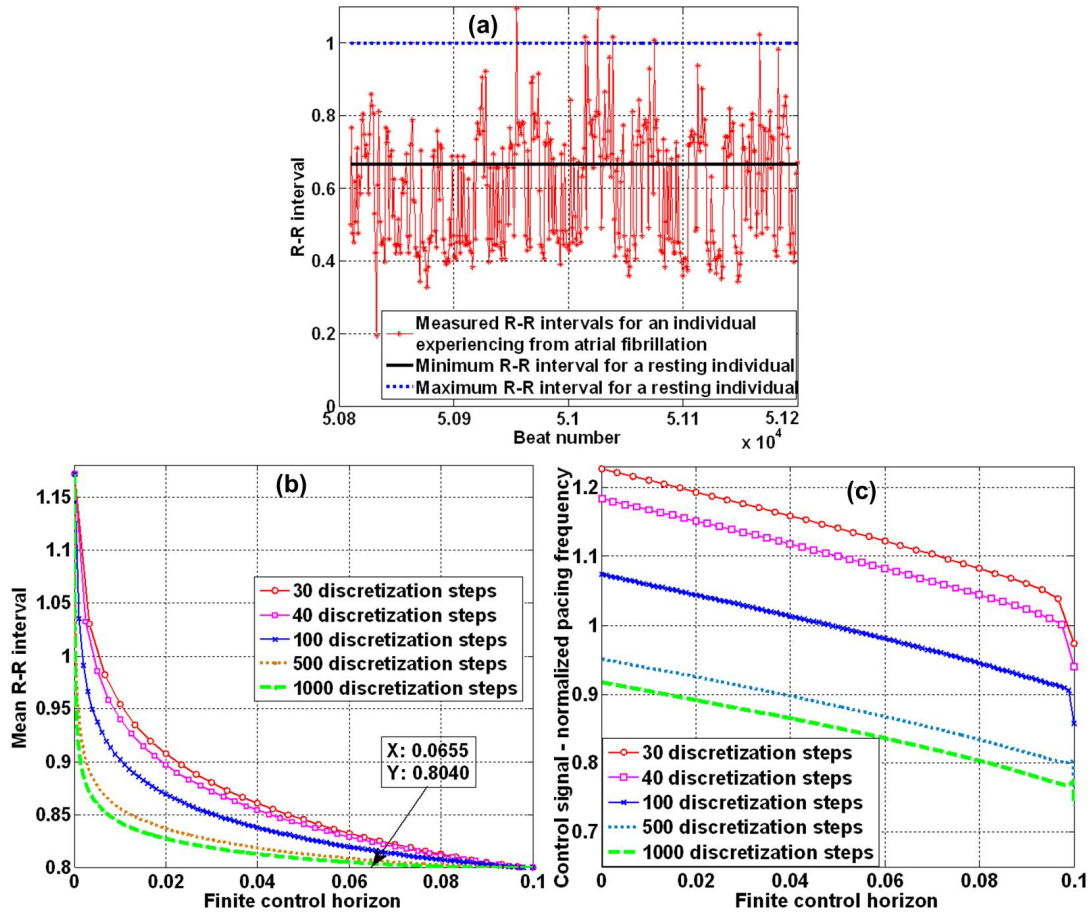 (a)
R-R interval
1
0.8
0.6
0.4
0.2
0
Measured R-R intervals for an individual
experiencing from atrial fibrillation
Minimum R-R interval for a resting individual
Maximum R-R interval for a resting individual
5.08
5.09
5.1
5.11
5.12
Beat number
x 10⁴
(b)
Mean R-R interval
1.15
1.1
1.05
1
0.95
0.9
0.85
0.8
30 discretization steps
40 discretization steps
100 discretization steps
500 discretization steps
1000 discretization steps
X: 0.0655
Y: 0.8040
0
0.02
0.04
0.06
0.08
0.1
Finite control horizon
(c)
Control signal - normalized pacing frequency
1.2
1.1
1
0.9
0.8
0.7
30 discretization steps
40 discretization steps
100 discretization steps
500 discretization steps
1000 discretization steps
0
0.02
0.04
0.06
0.08
0.1
Finite control horizon